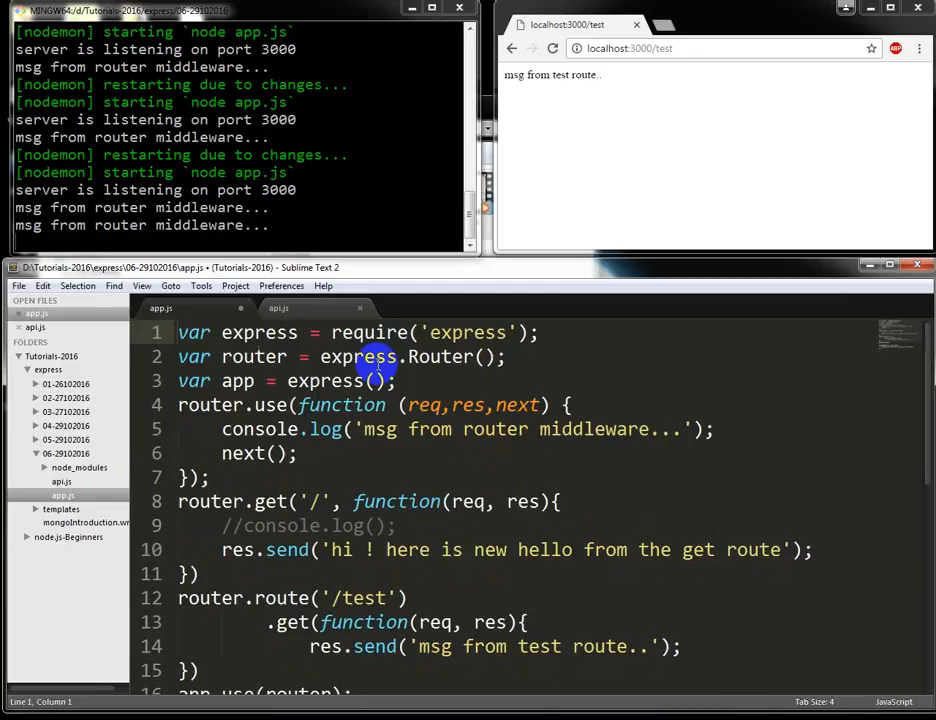 MINGW64:/d/Tutorials-2016/express/06-29102016
[nodemon] starting `node app.js`
server is listening on port 3000
msg from router middleware...
[nodemon] restarting due to changes...
[nodemon] starting `node app.js`
server is listening on port 3000
msg from router middleware...
[nodemon] restarting due to changes...
[nodemon] starting `node app.js`
server is listening on port 3000
msg from router middleware...
msg from router middleware...
localhost:3000/test
localhost:3000/test
ABP
msg from test route..
D:\Tutorials-2016\express\06-29102016\app.js • (Tutorials-2016) - Sublime Text 2
File Edit Selection Find View Goto Tools Project Preferences Help
OPEN FILES
app.js
api.js
FOLDERS
Tutorials-2016
express
01-26102016
02-27102016
03-27102016
04-29102016
05-29102016
06-29102016
node_modules
api.js
app.js
templates
mongoIntroduction.wr
node.js-Beginners
app.js
api.js
1 var express = require('express');
2 var router = express.Router();
3 var app = express();
4 router.use(function (req,res,next) {
5 console.log('msg from router middleware...');
6 next();
7 });
8 router.get('/', function(req, res){
9 //console.log();
10 res.send('hi ! here is new hello from the get route');
11 })
12 router.route('/test')
13 .get(function(req, res){
14 res.send('msg from test route..');
15 })
16 app.use(router);
Line 1, Column 1
Tab Size: 4
JavaScript